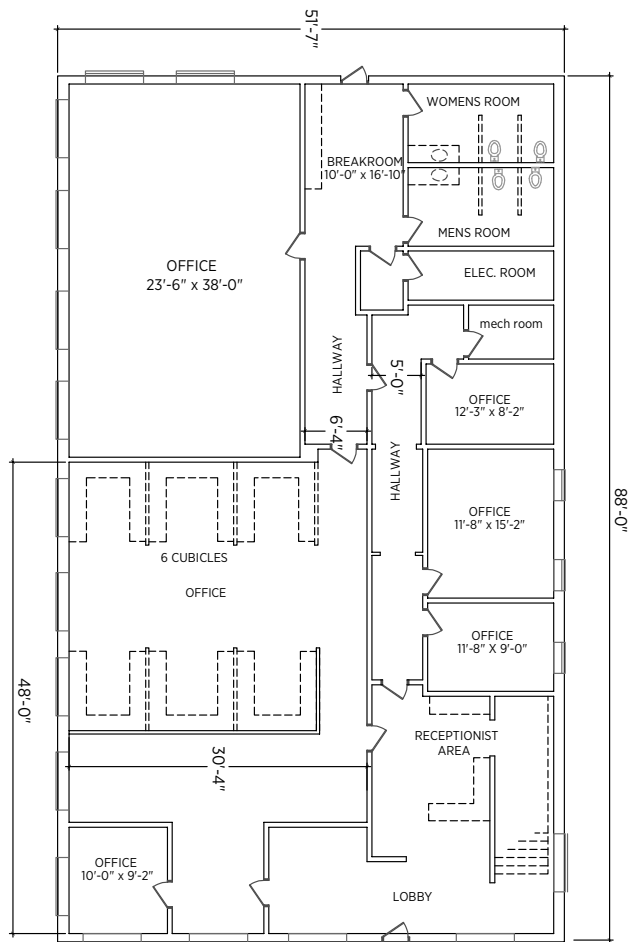 51'-7"
WOMENS ROOM
BREAKROOM
10'-0" x 16'-10"
MENS ROOM
OFFICE
23'-6" x 38'-0"
ELEC. ROOM
mech room
HALLWAY
5'-0"
OFFICE
12'-3" x 8'-2"
6'-4"
HALLWAY
88'-0"
OFFICE
11'-8" x 15'-2"
6 CUBICLES
OFFICE
OFFICE
11'-8" X 9'-0"
48'-0"
RECEPTIONIST
AREA
30'-4"
OFFICE
10'-0" x 9'-2"
LOBBY